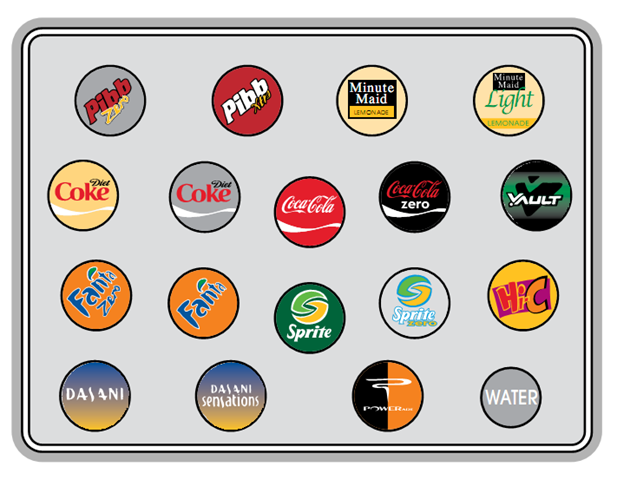 Pibb
ZERO
Pibb
Xtra
Minute
Maid
LEMONADE
Minute
Maid
Light
LEMONADE
Diet
Coke
Diet
Coke
Coca-Cola
Coca-Cola
zero
VAULT
Fanta
ZERO
Fanta
Sprite
Sprite
zero
Hi-C
DASANI
DASANI
sensations
POWERADE
WATER